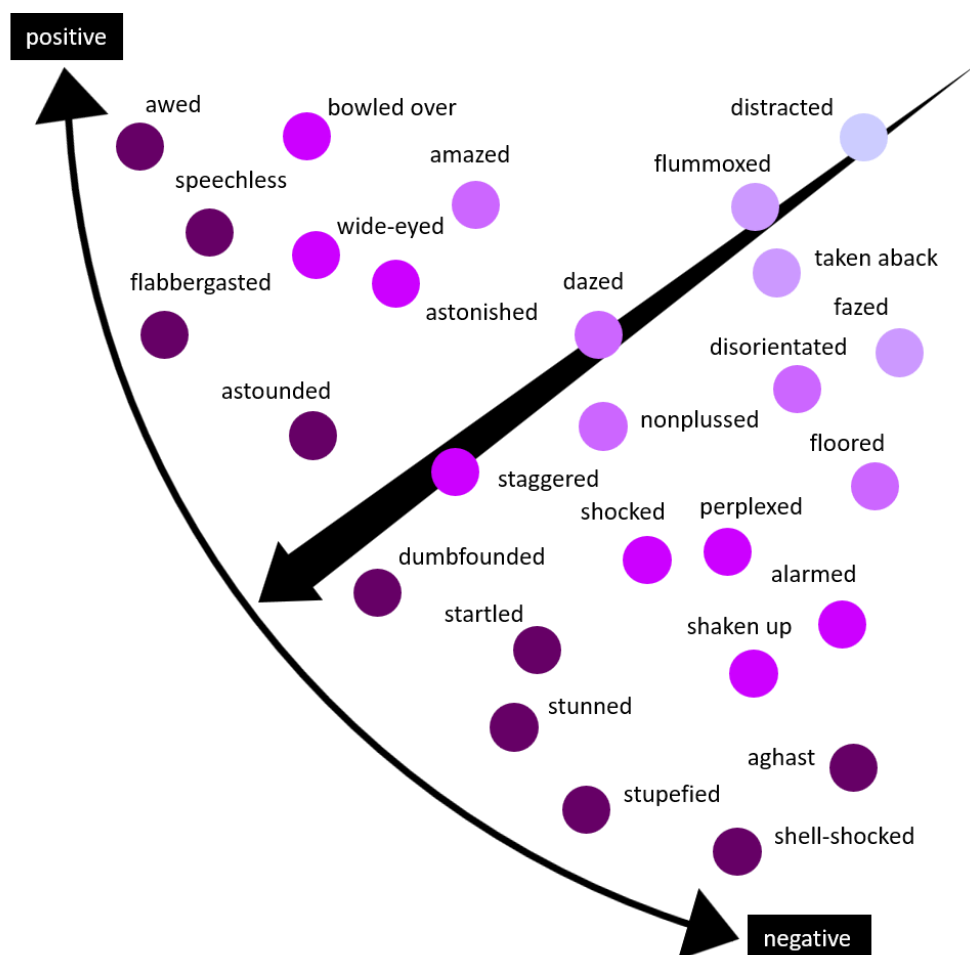 positive
awed
bowled over
distracted
amazed
flummoxed
speechless
wide-eyed
taken aback
flabbergasted
dazed
fazed
astonished
disorientated
astounded
nonplussed
floored
staggered
shocked
perplexed
dumbfounded
alarmed
startled
shaken up
stunned
aghast
stupefied
shell-shocked
negative